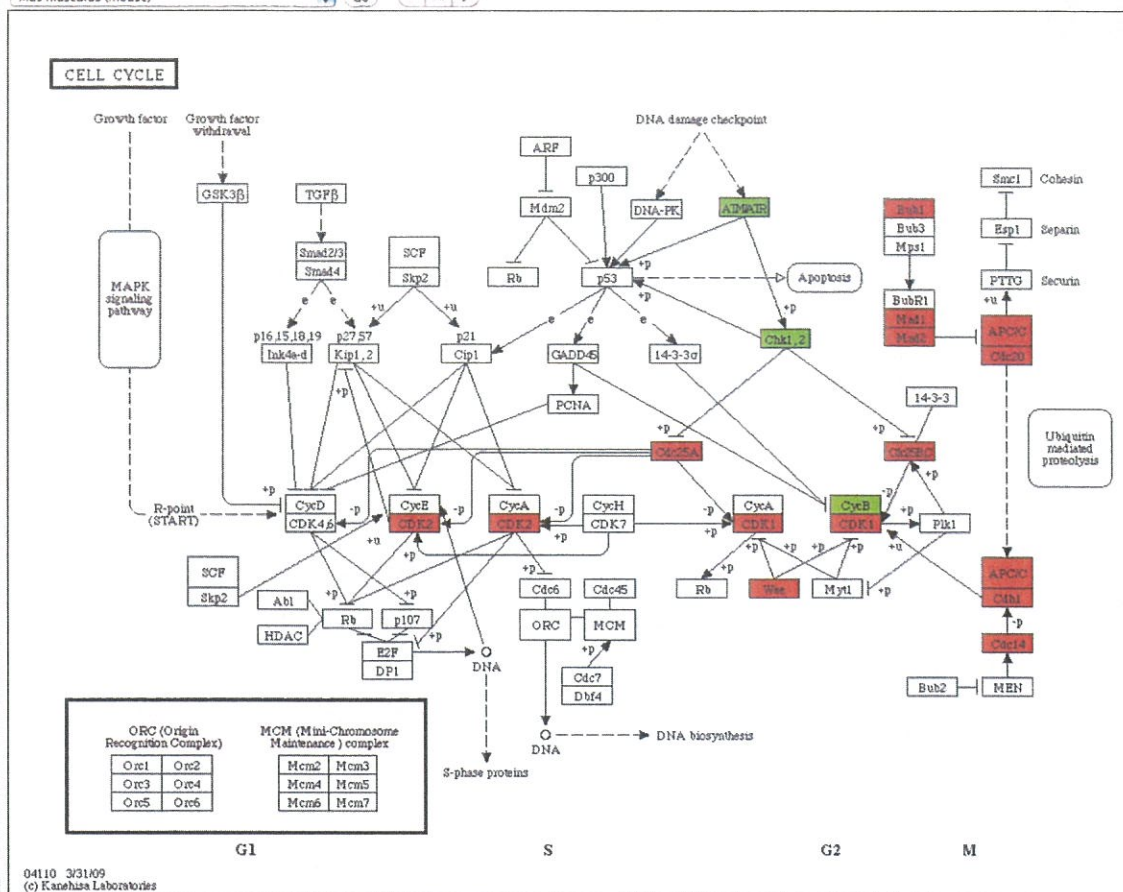 CELL CYCLE
Growth factor
Growth factor
withdrawal
DNA damage checkpoint
ARF
p300
GSK3β
TGFβ
Mdm2
DNA-PK
ATM/ATR
Smc1
Cohesin
Bub1
Bub3
Mps1
Esp1
Separin
MAPK
signaling
pathway
Smad2/3
Smad4
SCF
Skp2
Rb
p53
+p
Apoptosis
PTTG
Securin
+p
+u
BubR1
Mad1
Mad2
APC/C
Cdc20
e
e
+u
+u
e
e
e
+p
p16,15,18,19
Ink4a-d
p27,57
Kip1,2
p21
Cip1
GADD45
14-3-3σ
Chk1,2
+p
PCNA
14-3-3
+p
+p
Cdc25A
Ubiquitin
mediated
proteolysis
+p
R-point
(START)
CycD
CDK4,6
-p
CycE
CDK2
-p
CycA
CDK2
-p
CycH
CDK7
CycA
CDK1
-p
CycB
CDK1
-p
+p
+p
Plk1
+u
+p
+p
+u
+p
+p
+p
+p
+p
SCF
Skp2
+p
+p
+p
Cdc6
Cdc45
+p
Rb
Wee
Myt1
+p
APC/C
Cdh1
Abl
HDAC
Rb
p107
+p
ORC
MCM
-p
E2F
DP1
DNA
+p
Cdc7
Dbf4
Cdc14
Bub2
MEN
ORC (Origin
Recognition Complex)
MCM (Mini-Chromosome
Maintenance) complex
DNA
DNA biosynthesis
Orc1 Orc2
Orc3 Orc4
Orc5 Orc6
Mcm2 Mcm3
Mcm4 Mcm5
Mcm6 Mcm7
S-phase proteins
G1
S
G2
M
04110 3/31/09
(c) Kanehisa Laboratories